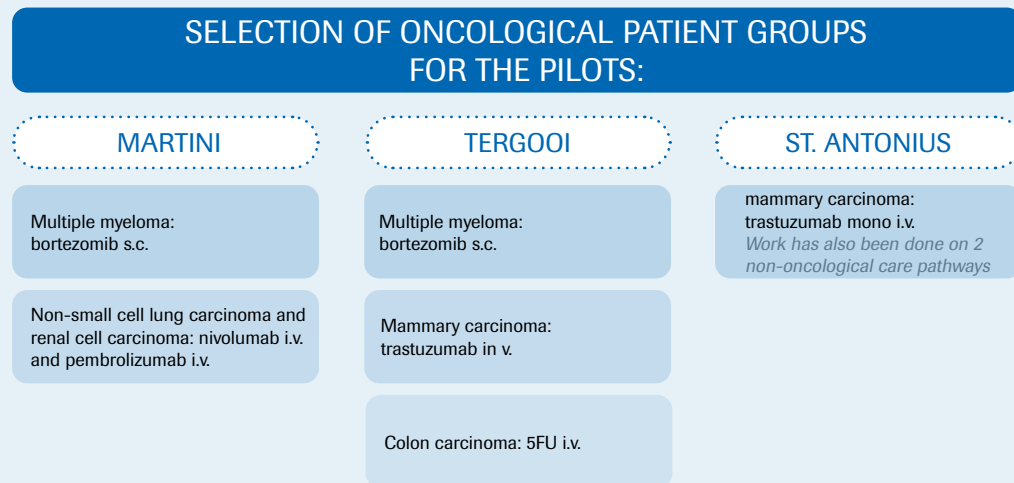 SELECTION OF ONCOLOGICAL PATIENT GROUPS
FOR THE PILOTS:
MARTINI
Multiple myeloma:
bortezomib s.c.
Non-small cell lung carcinoma and
renal cell carcinoma: nivolumab i.v.
and pembrolizumab i.v.
TERGOOI
Multiple myeloma:
bortezomib s.c.
Mammary carcinoma:
trastuzumab in v.
Colon carcinoma: 5FU i.v.
ST. ANTONIUS
mammary carcinoma:
trastuzumab mono i.v.
Work has also been done on 2
non-oncological care pathways